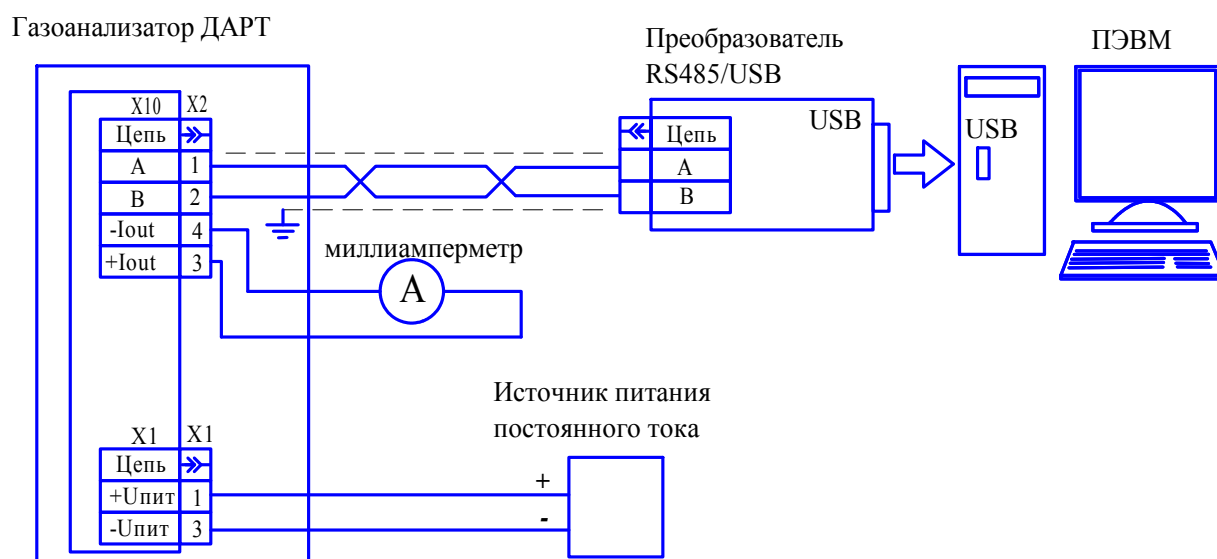 Газоанализатор ДАРТ
Преобразователь
RS485/USB
ПЭВМ
X10 X2
Цепь
A 1
B 2
-Iout 4
+Iout 3
Цепь
A
B
USB
USB
миллиамперметр
A
Источник питания
постоянного тока
X1 X1
Цепь
+Uпит 1
-Uпит 3
+
-